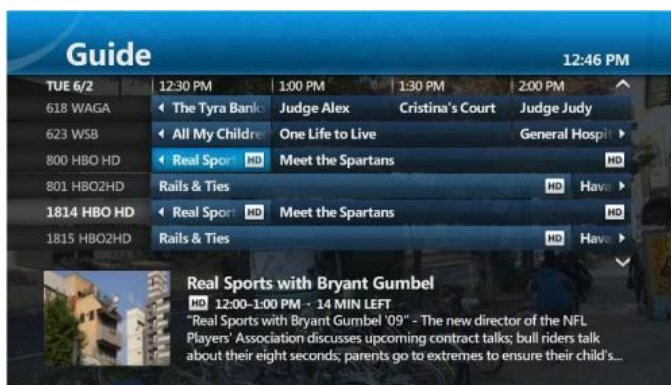 Guide
12:46 PM
TUE 6/2 12:30 PM 1:00 PM 1:30 PM 2:00 PM
618 WAGA The Tyra Banks Judge Alex Cristina's Court Judge Judy
623 WSB All My Childre One Life to Live General Hospit
800 HBO HD Real Sport HD Meet the Spartans HD
801 HBO2HD Rails & Ties HD Hava
1814 HBO HD Real Sport HD Meet the Spartans HD
1815 HBO2HD Rails & Ties HD Hava
Real Sports with Bryant Gumbel
HD 12:00-1:00 PM · 14 MIN LEFT
"Real Sports with Bryant Gumbel '09" - The new director of the NFL
Players' Association discusses upcoming contract talks; bull riders talk
about their eight seconds; parents go to extremes to ensure their child's...